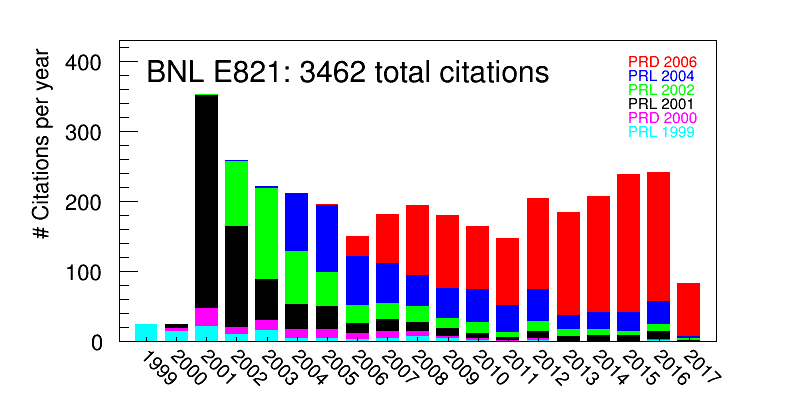 BNL E821: 3462 total citations
PRD 2006
PRL 2004
PRL 2002
PRL 2001
PRD 2000
PRL 1999
# Citations per year
400
300
200
100
0
1999 2000 2001 2002 2003 2004 2005 2006 2007 2008 2009 2010 2011 2012 2013 2014 2015 2016 2017